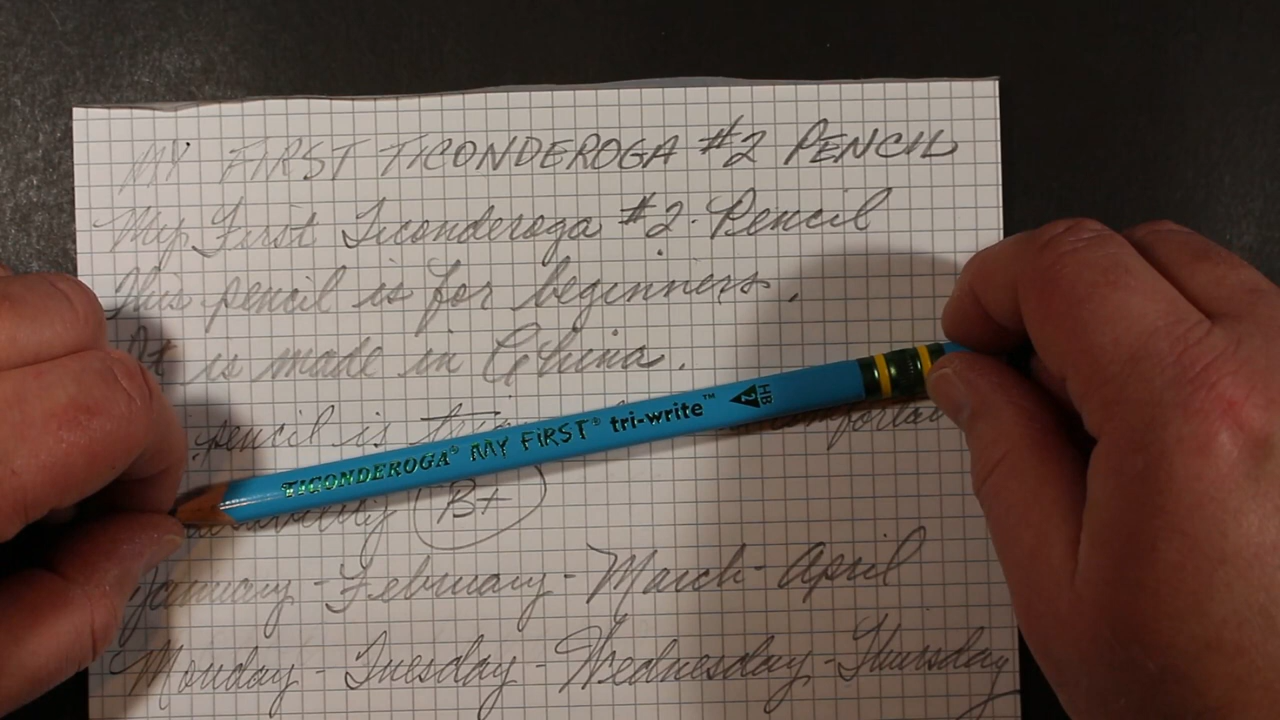 MY FIRST TICONDEROGA #2 PENCIL
My First Ticonderoga #2 Pencil
This pencil is for beginners.
It is made in China.
pencil is
TICONDEROGA® MY FiRST® tri-write™ 2 HB
B+
January - February - March - April
Monday - Tuesday - Wednesday - Thursday